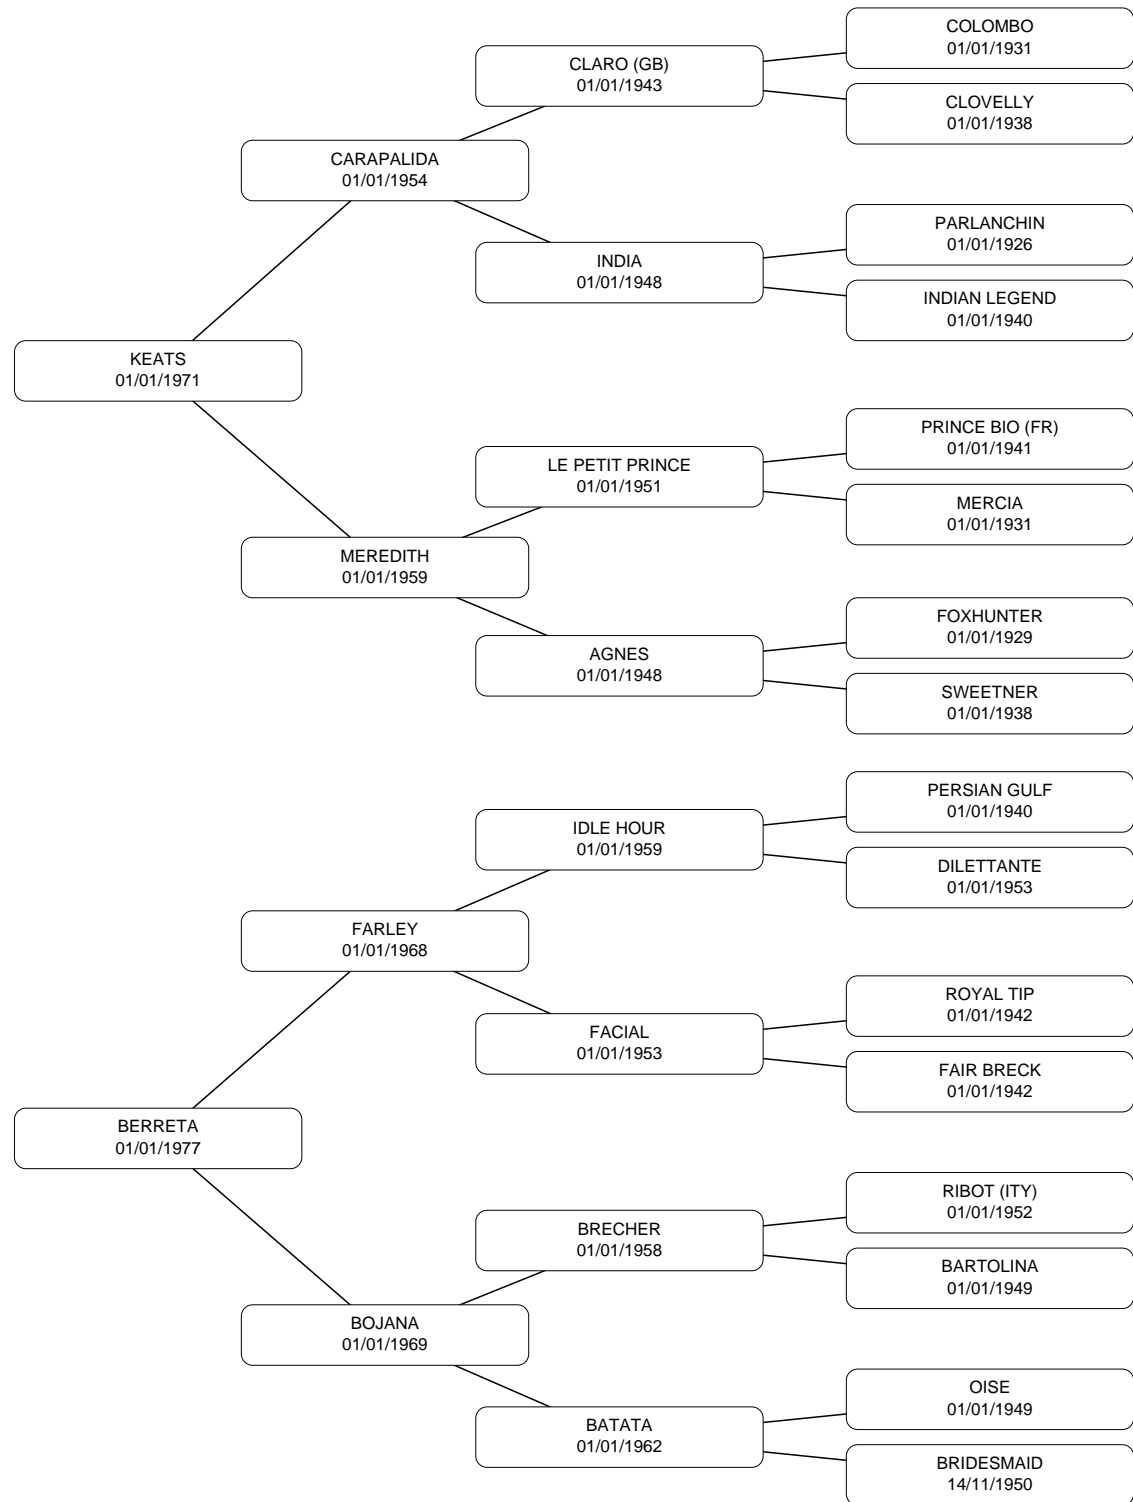 COLOMBO
01/01/1931
CLARO (GB)
01/01/1943
CLOVELLY
01/01/1938
CARAPALIDA
01/01/1954
PARLANCHIN
01/01/1926
INDIA
01/01/1948
INDIAN LEGEND
01/01/1940
KEATS
01/01/1971
PRINCE BIO (FR)
01/01/1941
LE PETIT PRINCE
01/01/1951
MERCIA
01/01/1931
MEREDITH
01/01/1959
FOXHUNTER
01/01/1929
AGNES
01/01/1948
SWEETNER
01/01/1938
PERSIAN GULF
01/01/1940
IDLE HOUR
01/01/1959
DILETTANTE
01/01/1953
FARLEY
01/01/1968
ROYAL TIP
01/01/1942
FACIAL
01/01/1953
FAIR BRECK
01/01/1942
BERRETA
01/01/1977
RIBOT (ITY)
01/01/1952
BRECHER
01/01/1958
BARTOLINA
01/01/1949
BOJANA
01/01/1969
OISE
01/01/1949
BATATA
01/01/1962
BRIDESMAID
14/11/1950